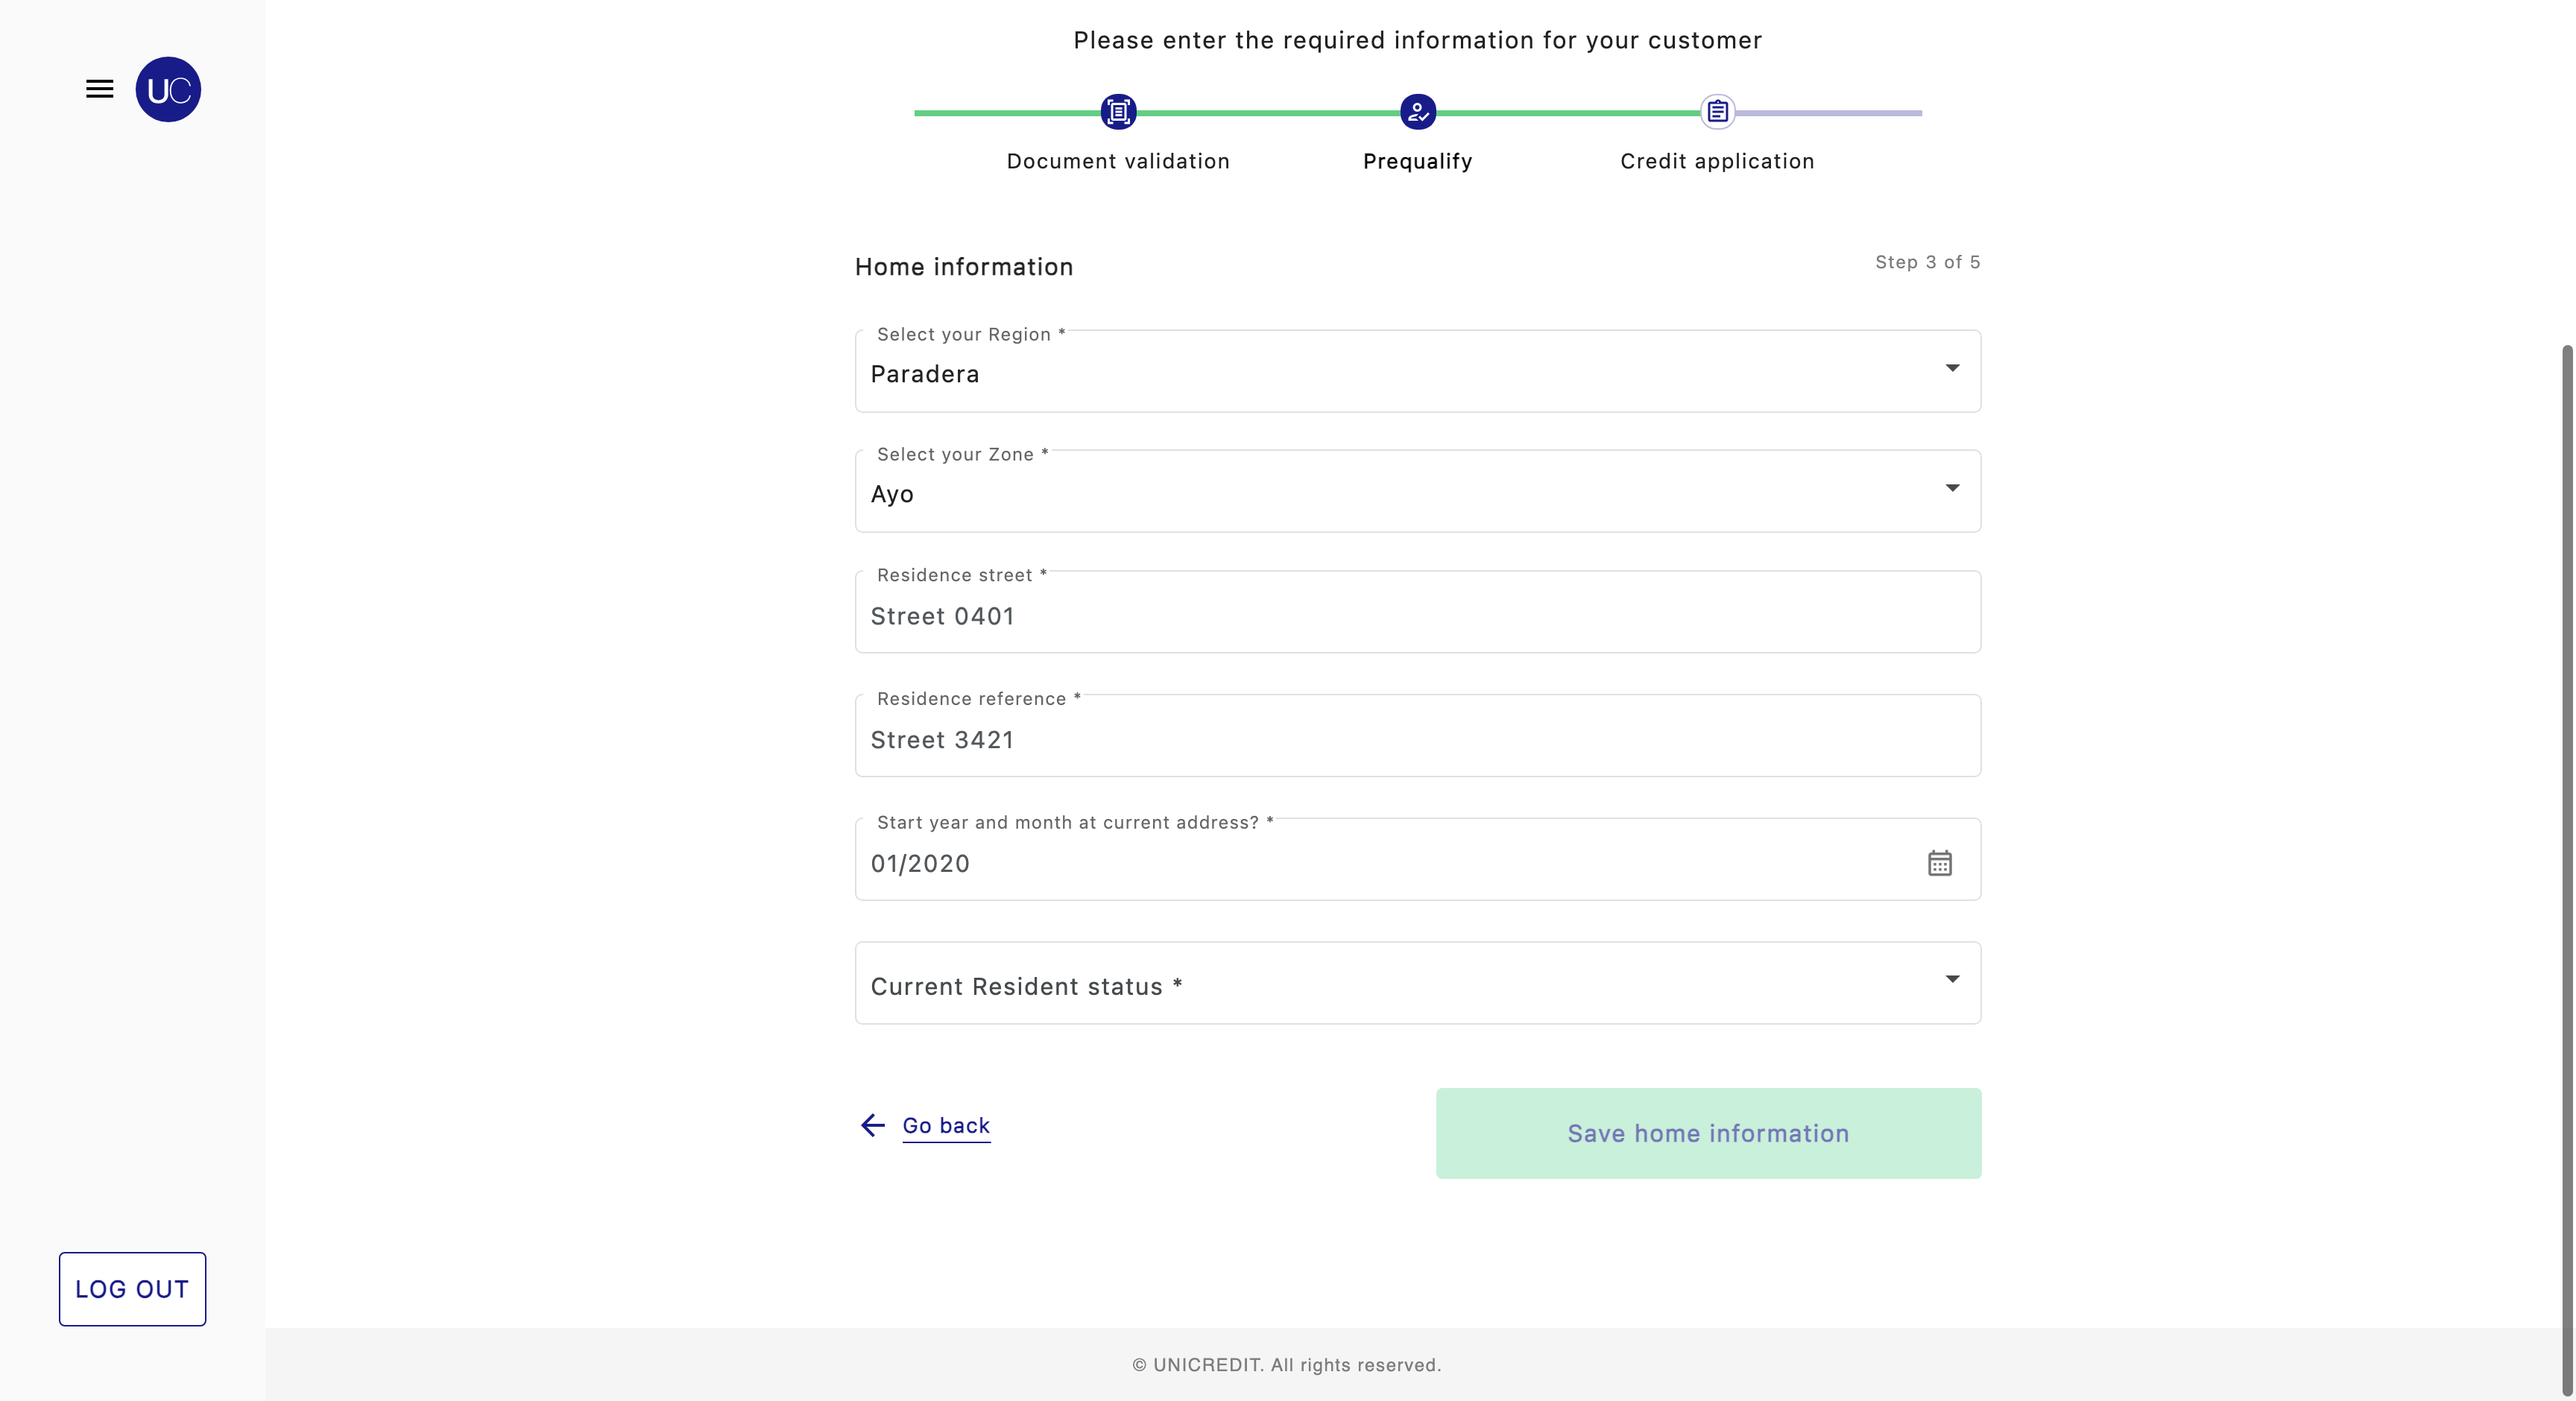 Please enter the required information for your customer
UC
Document validation
Prequalify
Credit application
Home information
Step 3 of 5
Select your Region *
Paradera
Select your Zone *
Ayo
Residence street *
Street 0401
Residence reference *
Street 3421
Start year and month at current address? *
01/2020
Current Resident status *
Go back
Save home information
LOG OUT
© UNICREDIT. All rights reserved.